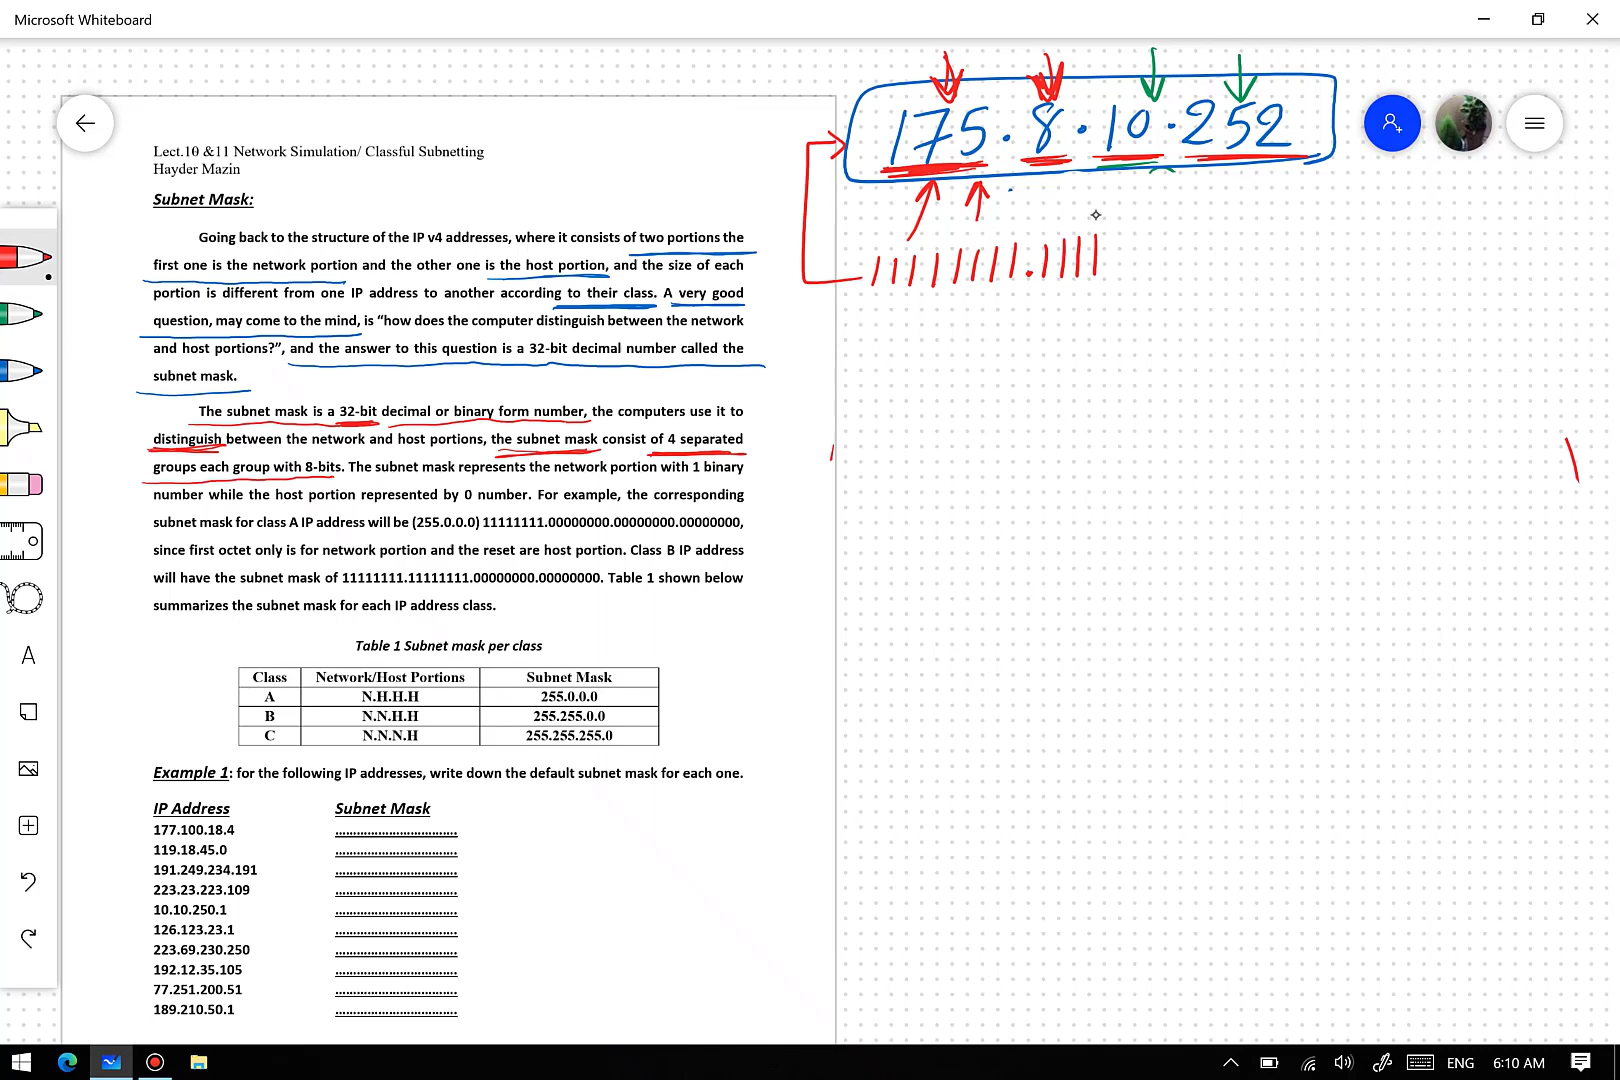 Microsoft Whiteboard
Lect.10 &11 Network Simulation/ Classful Subnetting
Hayder Mazin
Subnet Mask:
Going back to the structure of the IP v4 addresses, where it consists of two portions the
first one is the network portion and the other one is the host portion, and the size of each
portion is different from one IP address to another according to their class. A very good
question, may come to the mind, is “how does the computer distinguish between the network
and host portions?”, and the answer to this question is a 32-bit decimal number called the
subnet mask.
The subnet mask is a 32-bit decimal or binary form number, the computers use it to
distinguish between the network and host portions, the subnet mask consist of 4 separated
groups each group with 8-bits. The subnet mask represents the network portion with 1 binary
number while the host portion represented by 0 number. For example, the corresponding
subnet mask for class A IP address will be (255.0.0.0) 11111111.00000000.00000000.00000000,
since first octet only is for network portion and the reset are host portion. Class B IP address
will have the subnet mask of 11111111.11111111.00000000.00000000. Table 1 shown below
summarizes the subnet mask for each IP address class.
Table 1 Subnet mask per class
Class Network/Host Portions Subnet Mask
A N.H.H.H 255.0.0.0
B N.N.H.H 255.255.0.0
C N.N.N.H 255.255.255.0
Example 1: for the following IP addresses, write down the default subnet mask for each one.
IP Address Subnet Mask
177.100.18.4 ....................................
119.18.45.0 ....................................
191.249.234.191 ....................................
223.23.223.109 ....................................
10.10.250.1 ....................................
126.123.23.1 ....................................
223.69.230.250 ....................................
192.12.35.105 ....................................
77.251.200.51 ....................................
189.210.50.1 ....................................
175.8.10.252
11111111.1111
A
ENG 6:10 AM